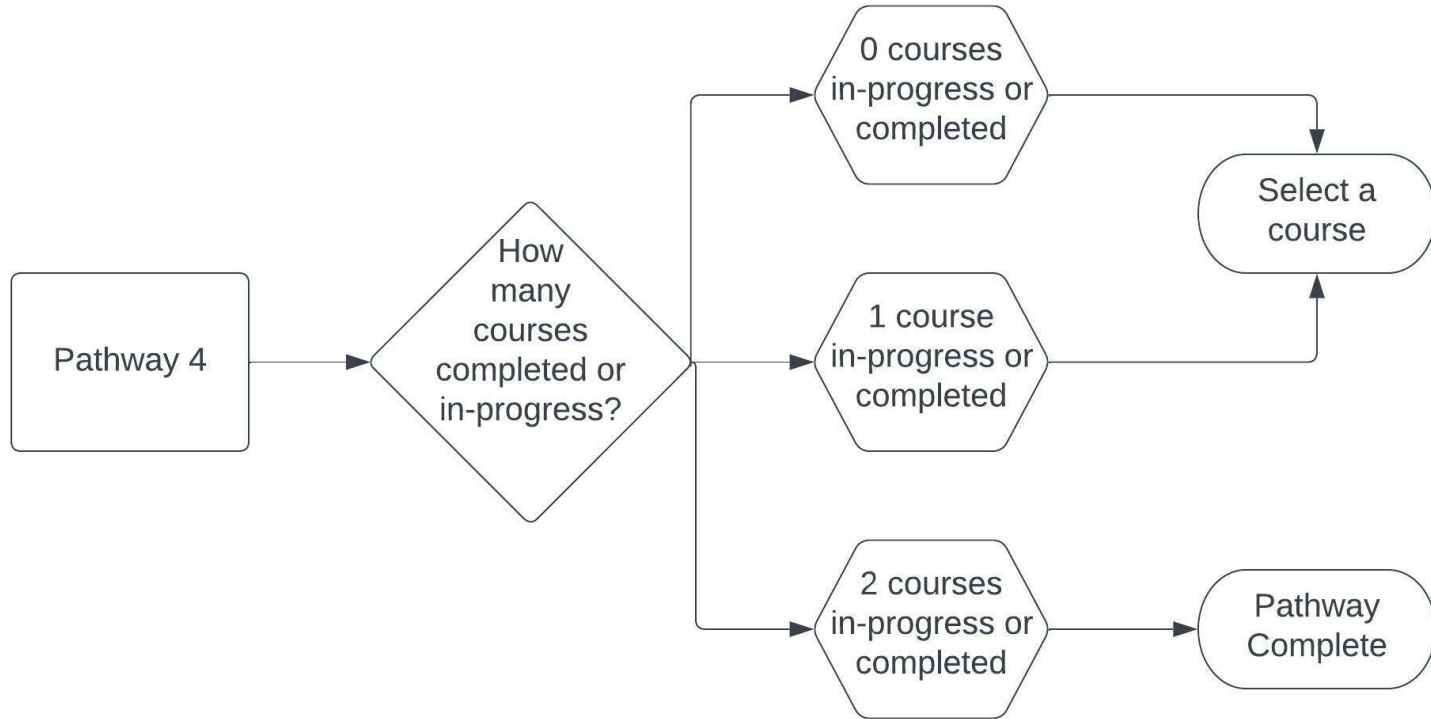 Pathway 4
How
many
courses
completed or
in-progress?
0 courses
in-progress or
completed
1 course
in-progress or
completed
2 courses
in-progress or
completed
Select a
course
Pathway
Complete